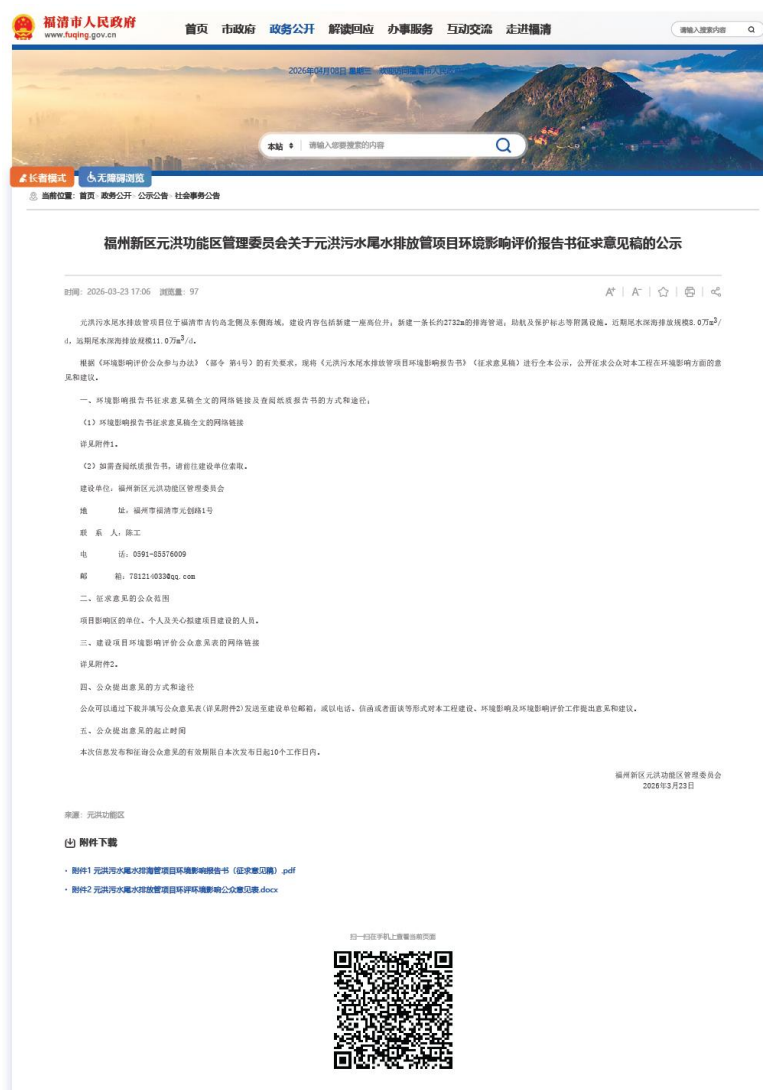 福清市人民政府
www.fuqing.gov.cn
首页 市政府 政务公开 解读回应 办事服务 互动交流 走进福清
请输入搜索内容
2026年04月08日 星期三 欢迎访问福清市人民政府
本站 请输入您要搜索的内容
长者模式 无障碍浏览
当前位置：首页 政务公开 公示公告 社会事务公告
福州新区元洪功能区管理委员会关于元洪污水尾水排放管项目环境影响评价报告书征求意见稿的公示
时间：2026-03-23 17:06 浏览量：97
A+ A-
元洪污水尾水排放管项目位于福清市吉钓岛北侧及东侧海域，建设内容包括新建一座高位井；新建一条长约2732m的排海管道；助航及保护标志等附属设施。近期尾水深海排放规模8.0万m³/
d，远期尾水深海排放规模11.0万m³/d。
根据《环境影响评价公众参与办法》（部令 第4号）的有关要求，现将《元洪污水尾水排放管项目环境影响报告书》（征求意见稿）进行全本公示，公开征求公众对本工程在环境影响方面的意
见和建议。
一、环境影响报告书征求意见稿全文的网络链接及查阅纸质报告书的方式和途径；
（1）环境影响报告书征求意见稿全文的网络链接
详见附件1。
（2）如需查阅纸质报告书，请前往建设单位索取。
建设单位：福州新区元洪功能区管理委员会
地 址：福州市福清市元创路1号
联 系 人：陈工
电 话：0591-85576009
邮 箱：781214033@qq.com
二、征求意见的公众范围
项目影响区的单位、个人及关心拟建项目建设的人员。
三、建设项目环境影响评价公众意见表的网络链接
详见附件2。
四、公众提出意见的方式和途径
公众可以通过下载并填写公众意见表(详见附件2)发送至建设单位邮箱，或以电话、信函或者面谈等形式对本工程建设、环境影响及环境影响评价工作提出意见和建议。
五、公众提出意见的起止时间
本次信息发布和征询公众意见的有效期限自本次发布日起10个工作日内。
福州新区元洪功能区管理委员会
2026年3月23日
来源：元洪功能区
附件下载
· 附件1 元洪污水尾水排海管项目环境影响报告书（征求意见稿）.pdf
· 附件2 元洪污水尾水排放管项目环评环境影响公众意见表.docx
扫一扫在手机上查看当前页面